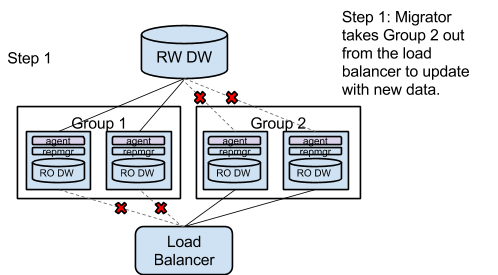 Step 1
RW DW
Step 1: Migrator
takes Group 2 out
from the load
balancer to update
with new data.
Group 1
Group 2
agent
repmgr
RO DW
agent
repmgr
RO DW
agent
repmgr
RO DW
agent
repmgr
RO DW
Load
Balancer